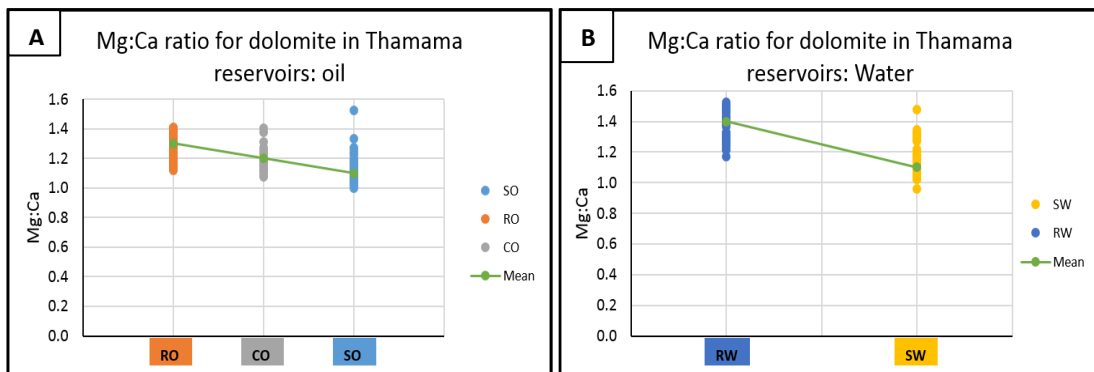 A
Mg:Ca ratio for dolomite in Thamama
reservoirs: oil
1.6
1.4
1.2
1.0
0.8
0.6
0.4
0.2
0.0
Mg:Ca
SO
RO
CO
Mean
RO
CO
SO
B
Mg:Ca ratio for dolomite in Thamama
reservoirs: Water
1.6
1.4
1.2
1.0
0.8
0.6
0.4
0.2
0.0
Mg:Ca
SW
RW
Mean
RW
SW